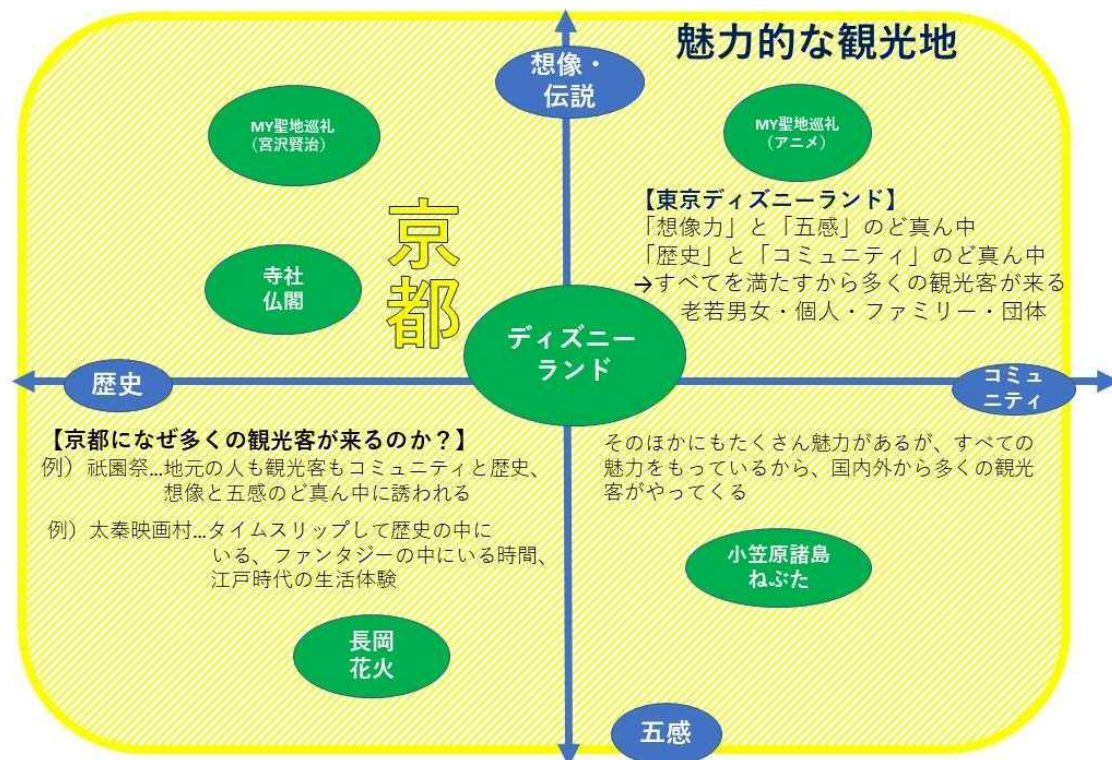 魅力的な観光地
想像・
伝説
MY聖地巡礼
（宮沢賢治）
MY聖地巡礼
（アニメ）
京都
寺社
仏閣
【東京ディズニーランド】
「想像力」と「五感」のど真ん中
「歴史」と「コミュニティ」のど真ん中
→すべてを満たすから多くの観光客が来る
老若男女・個人・ファミリー・団体
ディズニー
ランド
歴史
コミュ
ニティ
【京都になぜ多くの観光客が来るのか？】
例）祇園祭…地元の人も観光客もコミュニティと歴史、
想像と五感のど真ん中に誘われる
例）太秦映画村…タイムスリップして歴史の中に
いる、ファンタジーの中にいる時間、
江戸時代の生活体験
そのほかにもたくさん魅力があるが、すべての
魅力をもっているから、国内外から多くの観光
客がやってくる
小笠原諸島
ねぶた
長岡
花火
五感